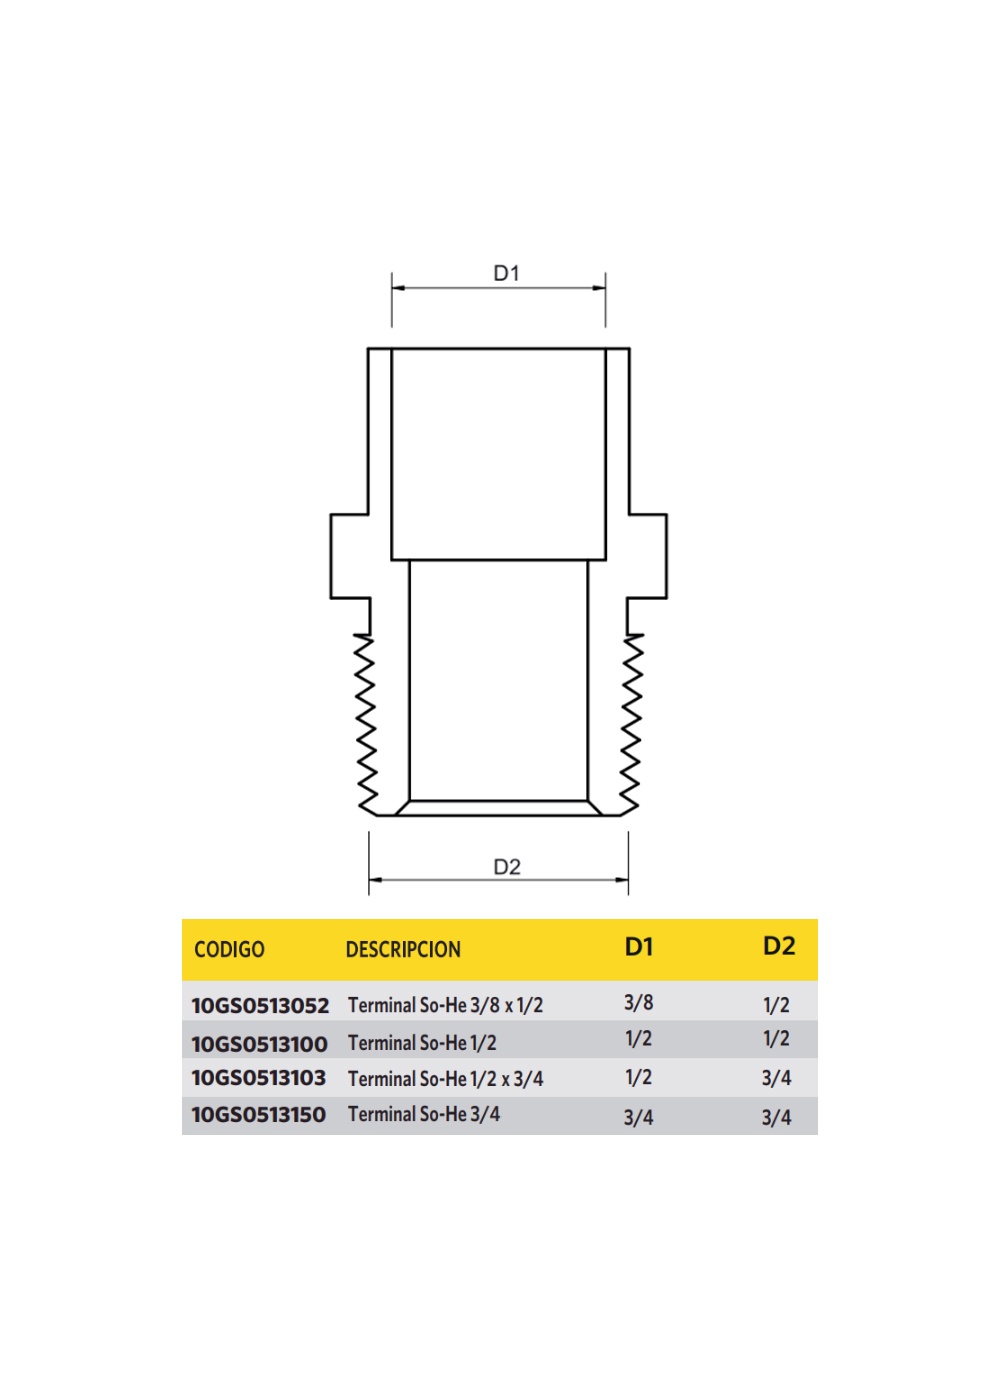 D1
D2
CODIGO DESCRIPCION D1 D2
10GS0513052 Terminal So-He 3/8 x 1/2 3/8 1/2
10GS0513100 Terminal So-He 1/2 1/2 1/2
10GS0513103 Terminal So-He 1/2 x 3/4 1/2 3/4
10GS0513150 Terminal So-He 3/4 3/4 3/4